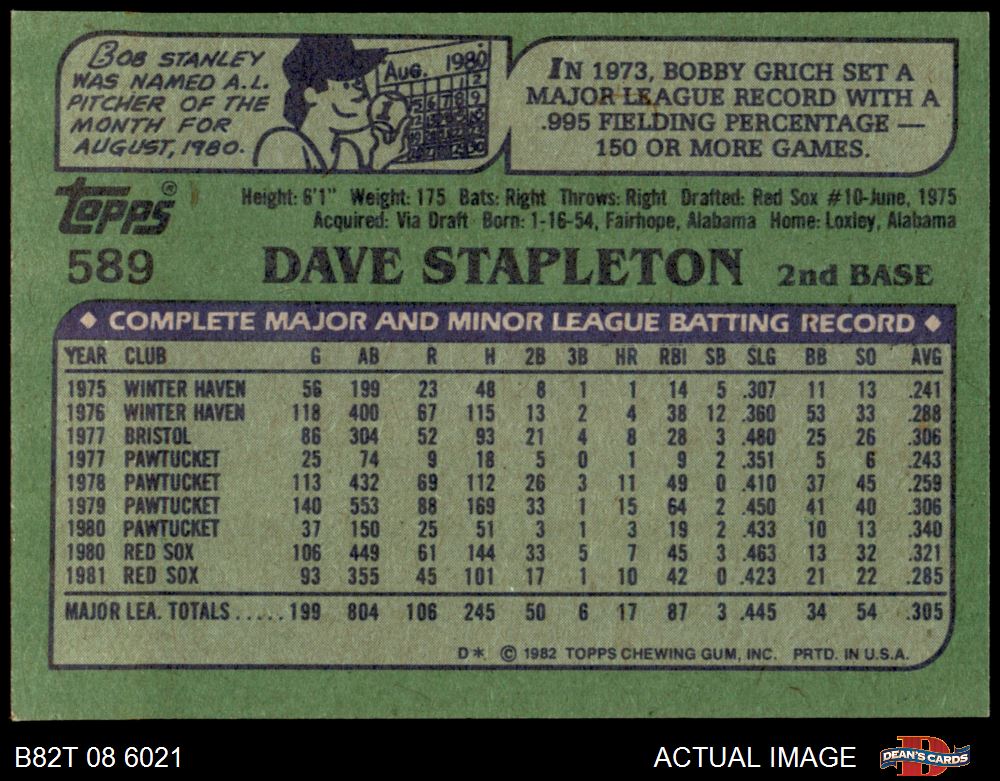 BOB STANLEY
WAS NAMED A.L.
PITCHER OF THE
MONTH FOR
AUGUST, 1980.
AUG. 1980
IN 1973, BOBBY GRICH SET A
MAJOR LEAGUE RECORD WITH A
.995 FIELDING PERCENTAGE —
150 OR MORE GAMES.
Topps®
Height: 6'1" Weight: 175 Bats: Right Throws: Right Drafted: Red Sox #10-June, 1975
Acquired: Via Draft Born: 1-16-54, Fairhope, Alabama Home: Loxley, Alabama
589 DAVE STAPLETON 2nd BASE
◆ COMPLETE MAJOR AND MINOR LEAGUE BATTING RECORD ◆
YEAR CLUB G AB R H 2B 3B HR RBI SB SLG BB SO AVG
1975 WINTER HAVEN 56 199 23 48 8 1 1 14 5 .307 11 13 .241
1976 WINTER HAVEN 118 400 67 115 13 2 4 38 12 .360 53 33 .288
1977 BRISTOL 86 304 52 93 21 4 8 28 3 .480 25 26 .306
1977 PAWTUCKET 25 74 9 18 5 0 1 9 2 .351 5 6 .243
1978 PAWTUCKET 113 432 69 112 26 3 11 49 0 .410 37 45 .259
1979 PAWTUCKET 140 553 88 169 33 1 15 64 2 .450 41 40 .306
1980 PAWTUCKET 37 150 25 51 3 1 3 19 2 .433 10 13 .340
1980 RED SOX 106 449 61 144 33 5 7 45 3 .463 13 32 .321
1981 RED SOX 93 355 45 101 17 1 10 42 0 .423 21 22 .285
MAJOR LEA. TOTALS ..... 199 804 106 245 50 6 17 87 3 .445 34 54 .305
D* © 1982 TOPPS CHEWING GUM, INC. PRTD. IN U.S.A.
B82T 08 6021
ACTUAL IMAGE
D
DEAN'S CARDS